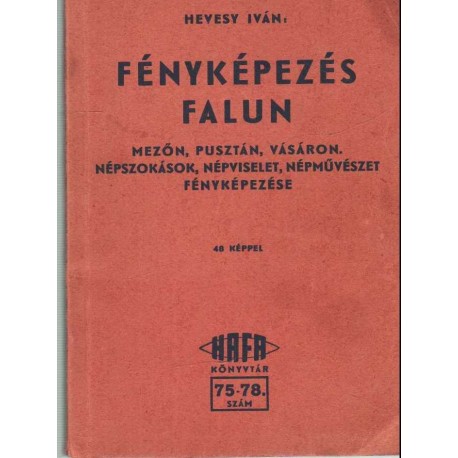 HEVESY IVÁN:
FÉNYKÉPEZÉS
FALUN
MEZŐN, PUSZTÁN, VÁSÁRON.
NÉPSZOKÁSOK, NÉPVISELET, NÉPMŰVÉSZET
FÉNYKÉPEZÉSE
48 KÉPPEL
HAFA
KÖNYVTÁR
75-78.
SZÁM